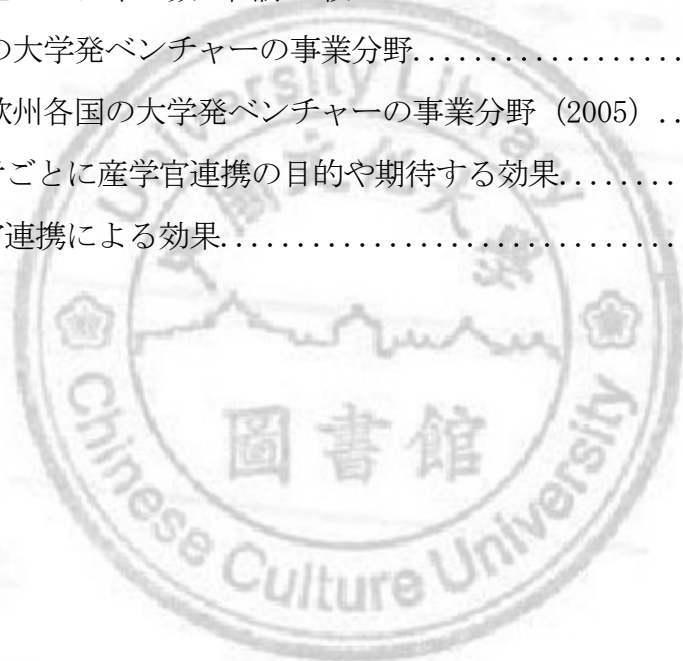 の大学発ベンチャーの事業分野..................
欧州各国の大学発ベンチャーの事業分野（2005）..
ごとに産学官連携の目的や期待する効果........
連携による効果..............................
圖書館
Chinese Culture University